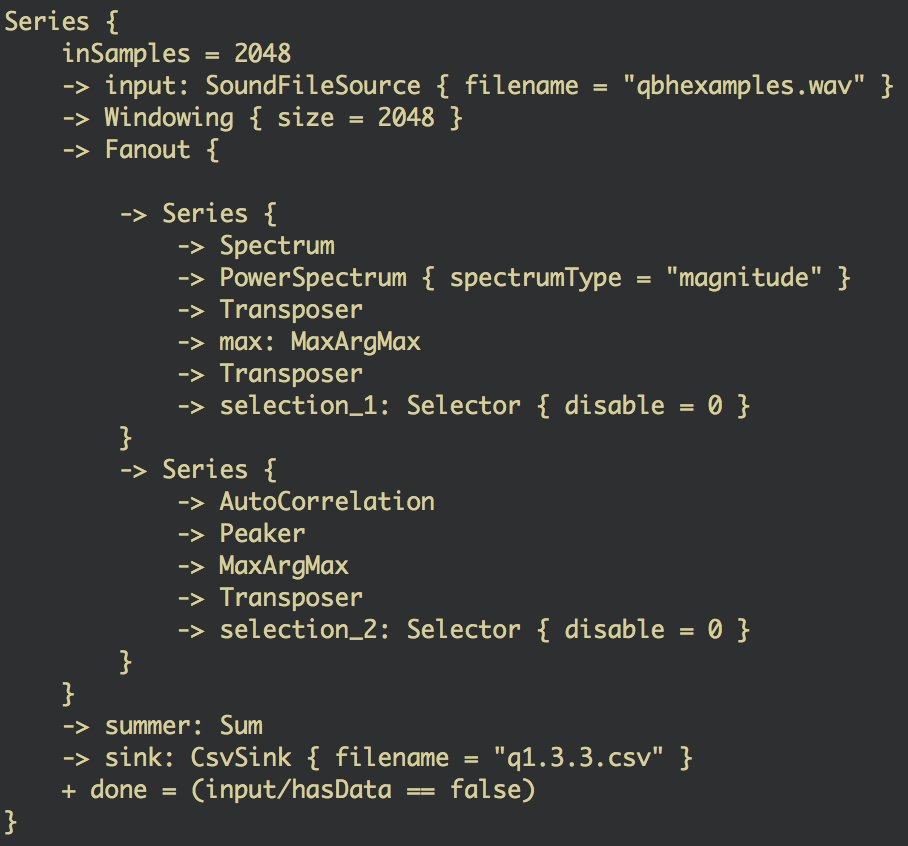 Series {
    inSamples = 2048
    -> input: SoundFileSource { filename = "qbhexamples.wav" }
    -> Windowing { size = 2048 }
    -> Fanout {

        -> Series {
            -> Spectrum
            -> PowerSpectrum { spectrumType = "magnitude" }
            -> Transposer
            -> max: MaxArgMax
            -> Transposer
            -> selection_1: Selector { disable = 0 }
        }
        -> Series {
            -> AutoCorrelation
            -> Peaker
            -> MaxArgMax
            -> Transposer
            -> selection_2: Selector { disable = 0 }
        }
    }
    -> summer: Sum
    -> sink: CsvSink { filename = "q1.3.3.csv" }
    + done = (input/hasData == false)
}